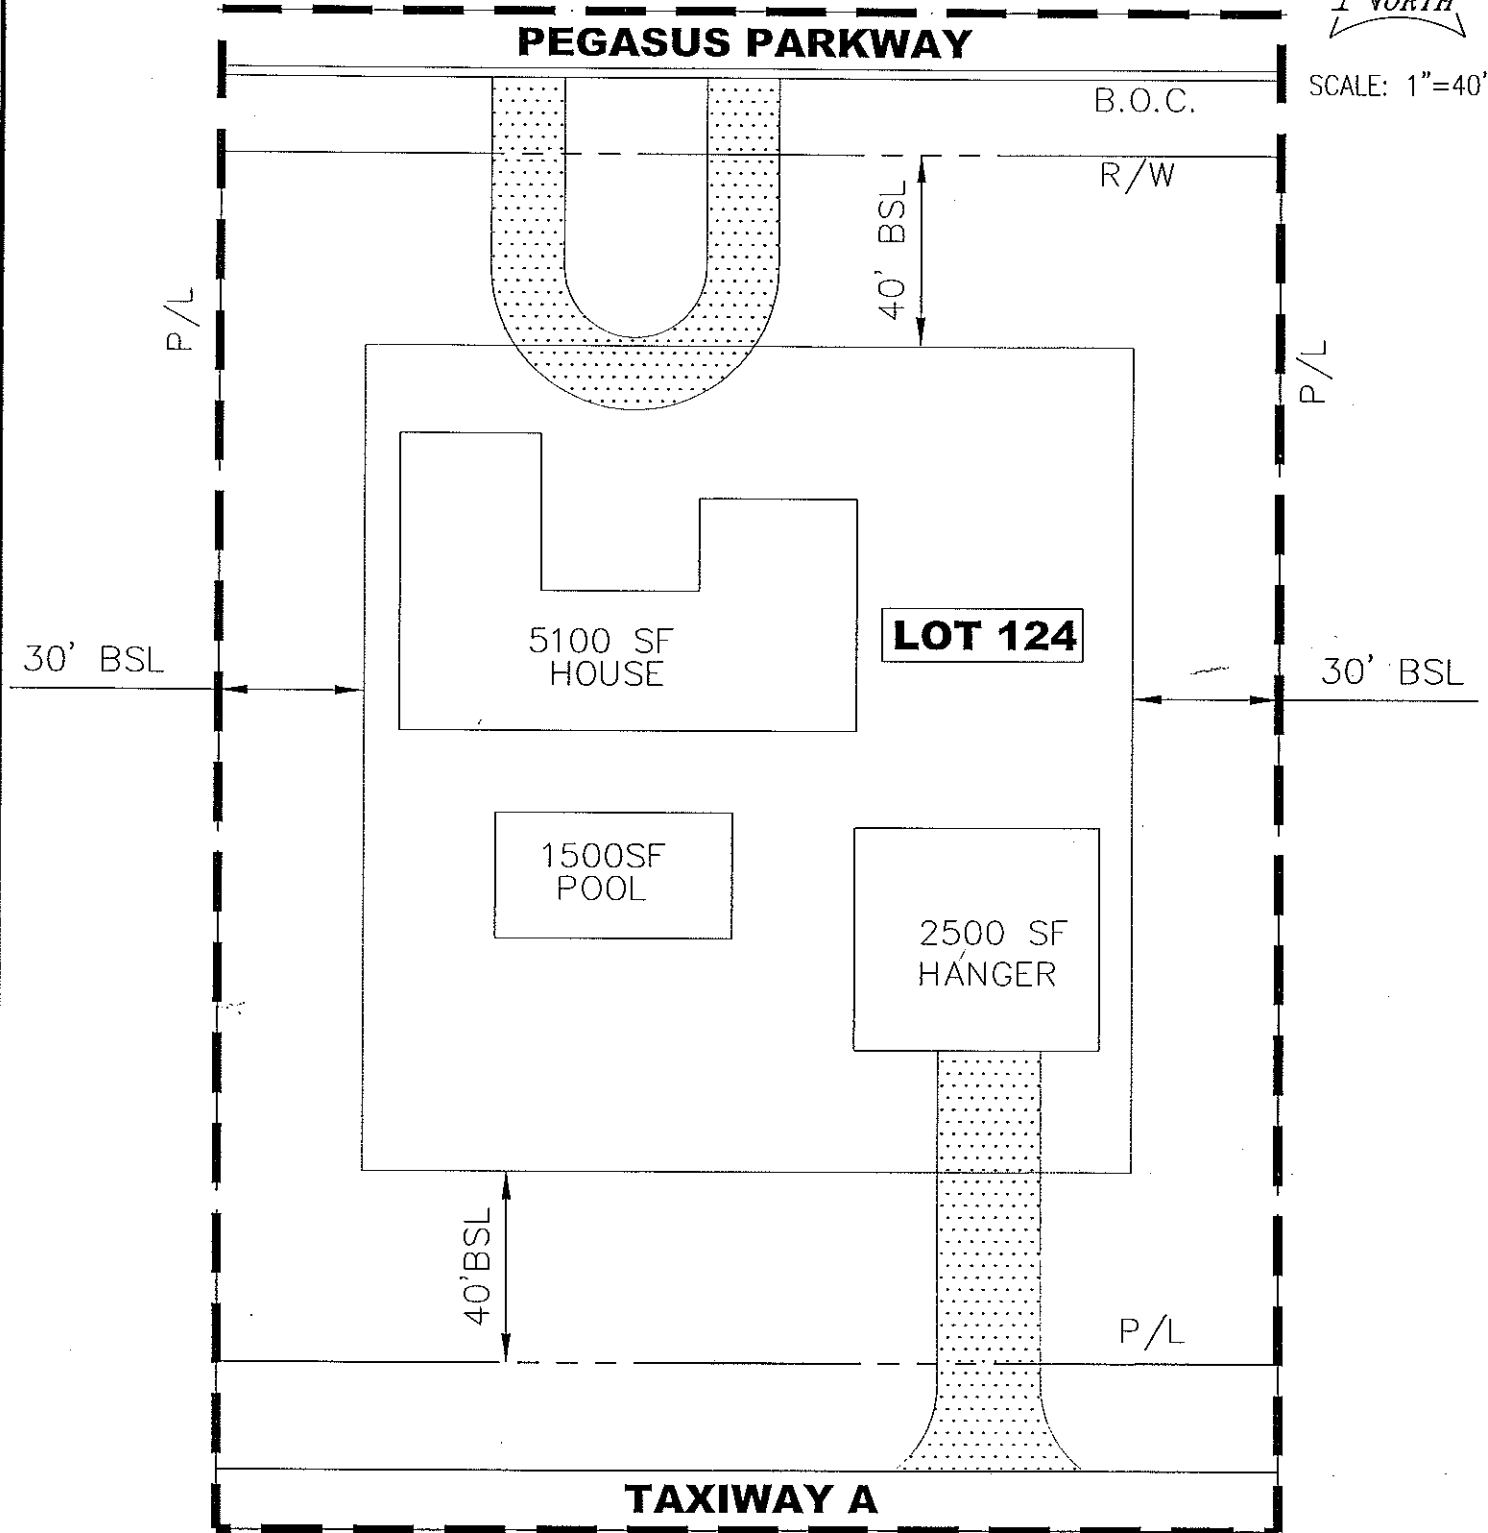 NORTH
PEGASUS PARKWAY
SCALE: 1"=40'
B.O.C.
R/W
40' BSL
P/L
P/L
5100 SF
HOUSE
LOT 124
30' BSL
30' BSL
1500SF
POOL
2500 SF
HANGER
40'BSL
P/L
TAXIWAY A